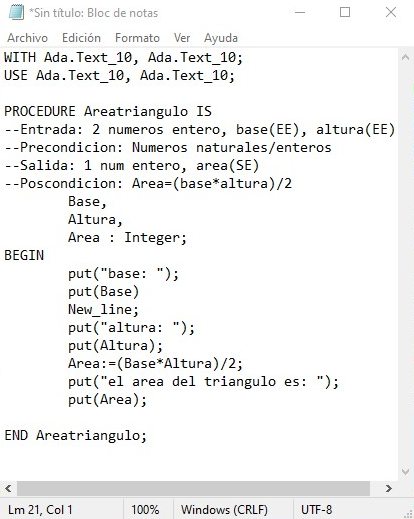 *Sin título: Bloc de notas
Archivo Edición Formato Ver Ayuda
WITH Ada.Text_10, Ada.Text_10;
USE Ada.Text_10, Ada.Text_10;
PROCEDURE Areatriangulo IS
--Entrada: 2 numeros entero, base(EE), altura(EE)
--Precondicion: Numeros naturales/enteros
--Salida: 1 num entero, area(SE)
--Poscondicion: Area=(base*altura)/2
Base,
Altura,
Area : Integer;
BEGIN
put("base: ");
put(Base)
New_line;
put("altura: ");
put(Altura);
Area:=(Base*Altura)/2;
put("el area del triangulo es: ");
put(Area);
END Areatriangulo;
Lm 21, Col 1 100% Windows (CRLF) UTF-8